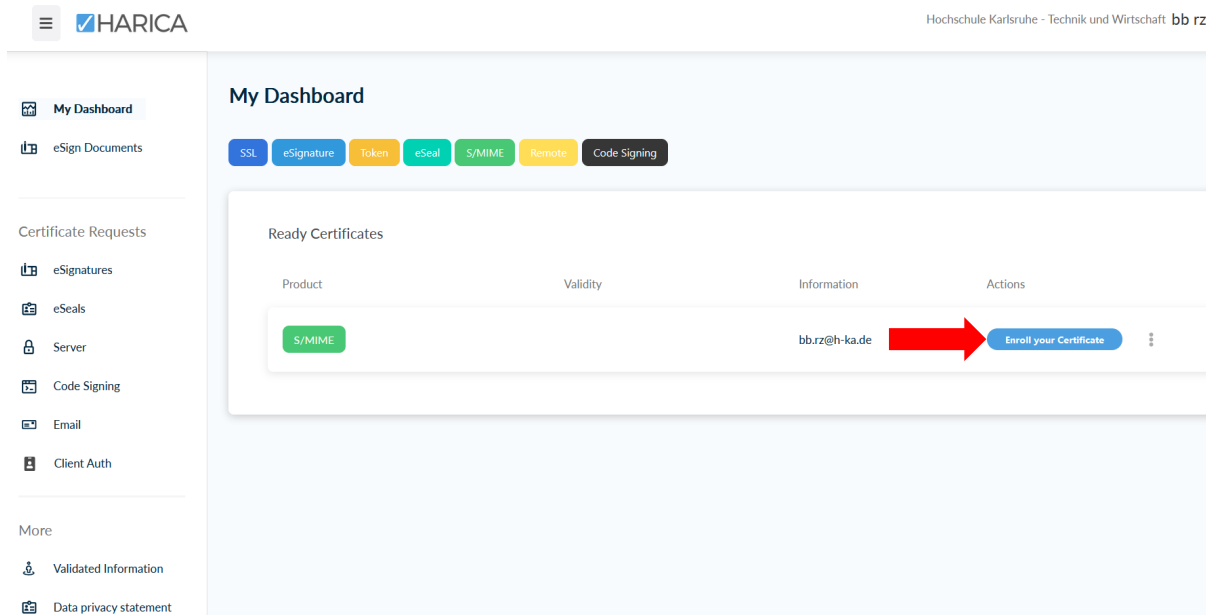 HARICA
Hochschule Karlsruhe - Technik und Wirtschaft bb rz
My Dashboard
eSign Documents
Certificate Requests
eSignatures
eSeals
Server
Code Signing
Email
Client Auth
More
Validated Information
Data privacy statement
My Dashboard
SSL eSignature Token eSeal S/MIME Remote Code Signing
Ready Certificates
Product Validity Information Actions
S/MIME bb.rz@h-ka.de Enroll your Certificate